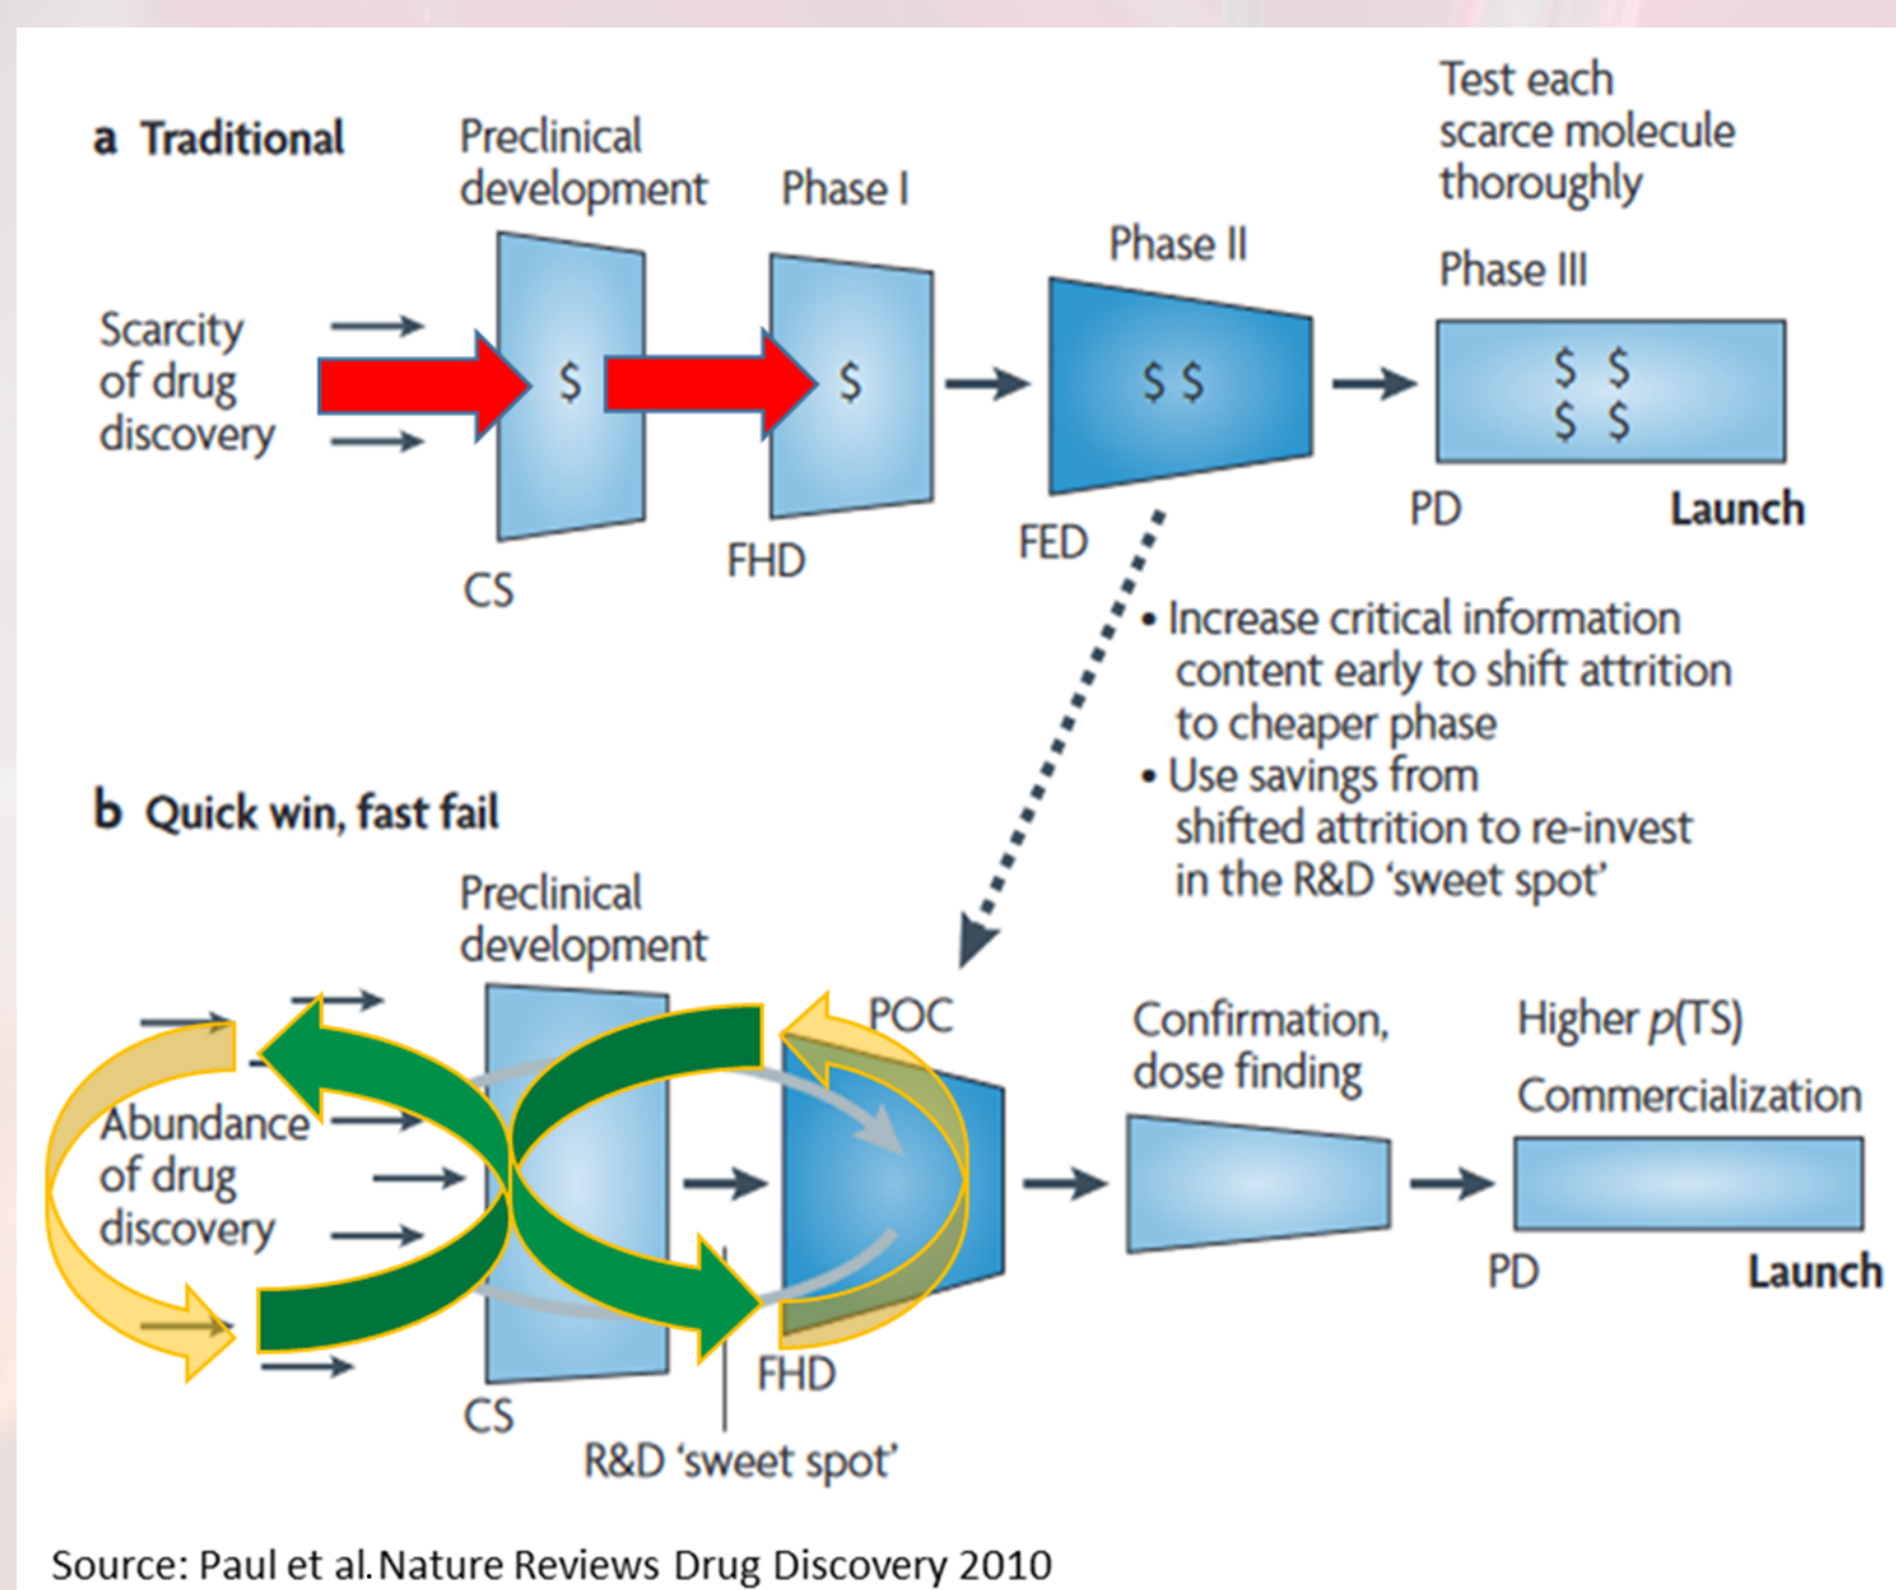 a Traditional
Preclinical
development
Phase I
Phase II
Test each
scarce molecule
thoroughly
Phase III
Scarcity
of drug
discovery
$
$
$ $
$ $
$ $
CS
FHD
FED
PD
Launch
• Increase critical information
content early to shift attrition
to cheaper phase
• Use savings from
shifted attrition to re-invest
in the R&D ‘sweet spot’
b Quick win, fast fail
Preclinical
development
POC
Confirmation,
dose finding
Higher p(TS)
Commercialization
Abundance
of drug
discovery
CS
FHD
PD
Launch
R&D ‘sweet spot’
Source: Paul et al.Nature Reviews Drug Discovery 2010